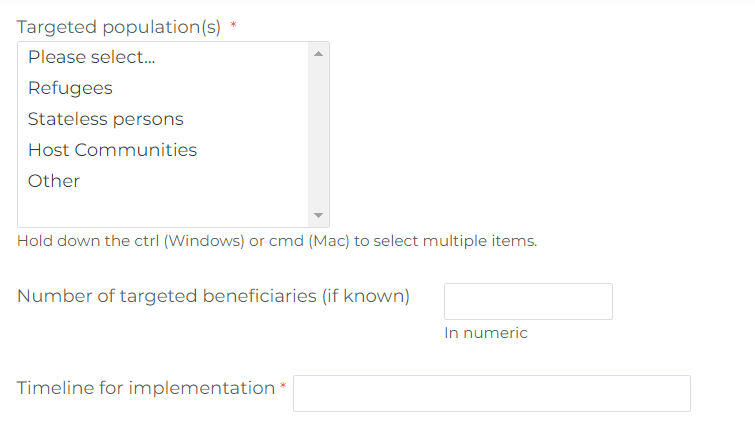 Targeted population(s) *
Please select...
Refugees
Stateless persons
Host Communities
Other
Hold down the ctrl (Windows) or cmd (Mac) to select multiple items.
Number of targeted beneficiaries (if known)
In numeric
Timeline for implementation *